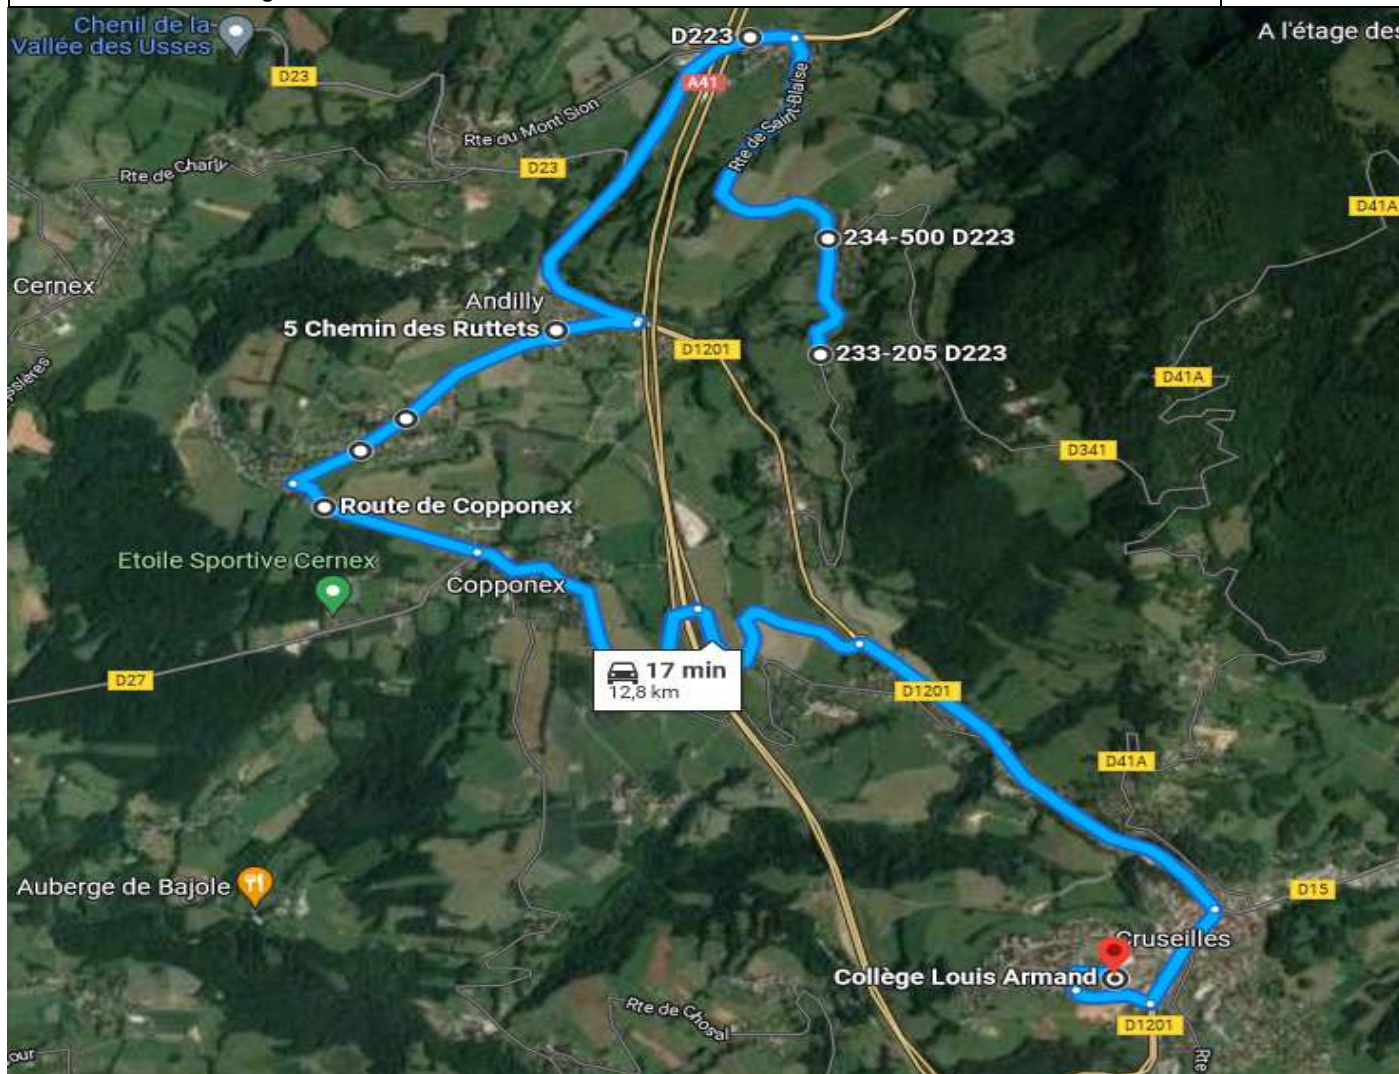 Chenil de la
Vallée des Usses
D223
A l'étage des
D23
A41
Rte du Mont Sion
Rte de Saint-Blaise
Rte de Charly
D23
D41A
234-500 D223
Cernex
Andilly
5 Chemin des Ruttets
D1201
233-205 D223
D41A
D341
Route de Copponex
Etoile Sportive Cernex
Copponex
17 min
12,8 km
D27
D1201
D41A
Auberge de Bajole
D15
Cruseilles
Collège Louis Armand
Rte de Chosal
D1201
Rte